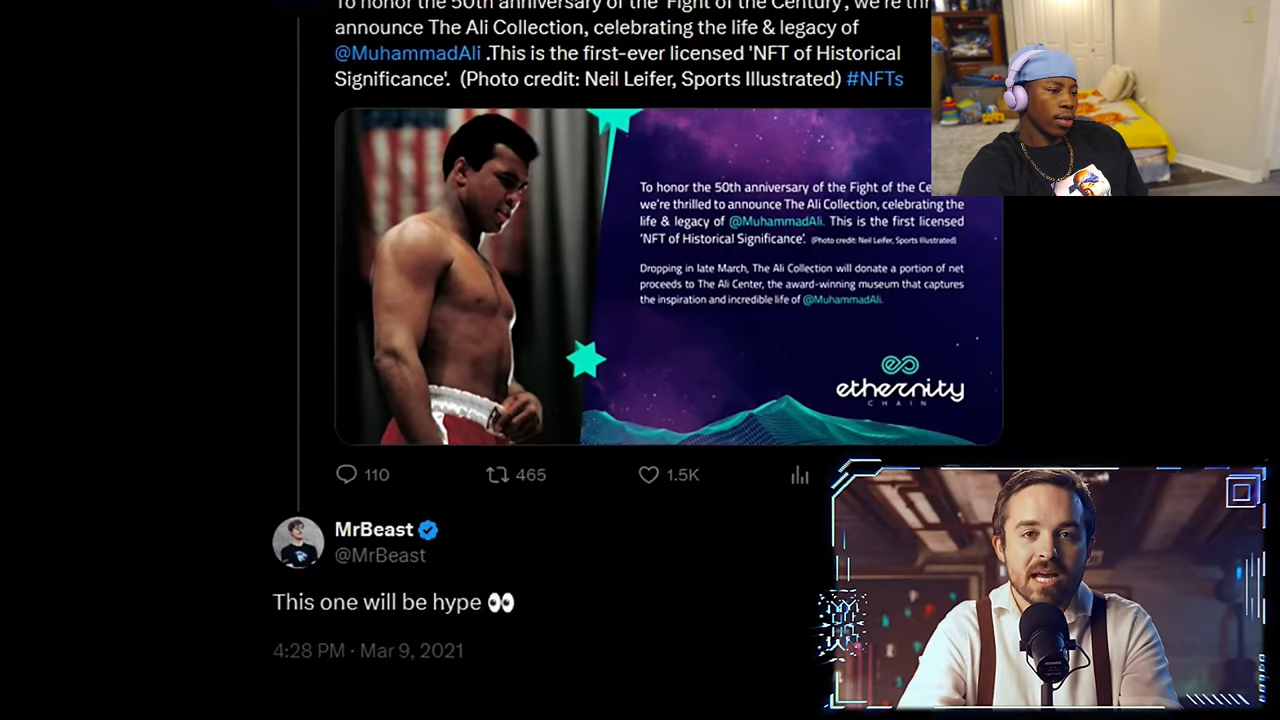 To honor the 50th anniversary of the 'Fight of the Century', we're
announce The Ali Collection, celebrating the life & legacy of
@MuhammadAli .This is the first-ever licensed 'NFT of Historical
Significance'. (Photo credit: Neil Leifer, Sports Illustrated) #NFTs
To honor the 50th anniversary of the Fight of the
we're thrilled to announce The Ali Collection, celebrating the
life & legacy of @MuhammadAli. This is the first licensed
'NFT of Historical Significance'. (Photo credit: Neil Leifer, Sports Illustrated)
Dropping in late March, The Ali Collection will donate a portion of net
proceeds to The Ali Center, the award-winning museum that captures
the inspiration and incredible life of @MuhammadAli.
ethernity
CHAIN
110 465 1.5K
MrBeast
@MrBeast
This one will be hype 👀
4:28 PM · Mar 9, 2021